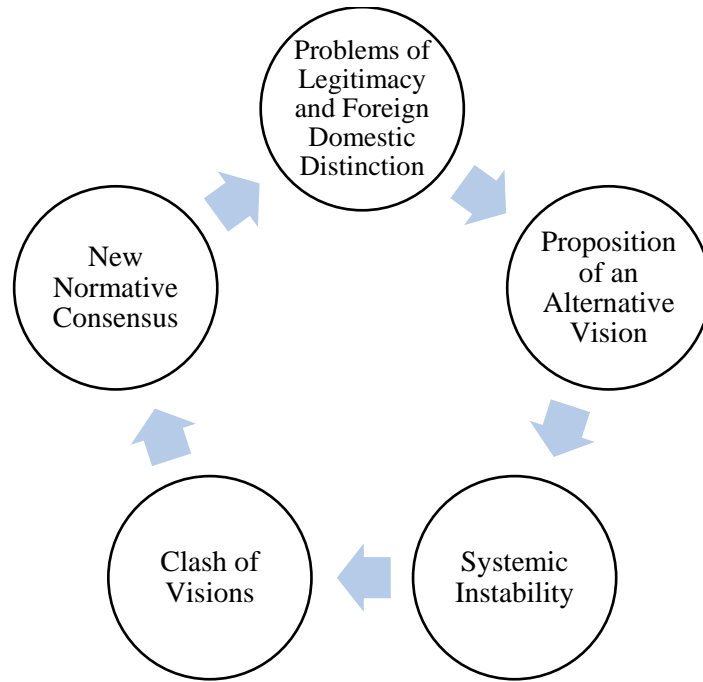 Problems of
Legitimacy
and Foreign
Domestic
Distinction
Proposition
of an
Alternative
Vision
Systemic
Instability
Clash of
Visions
New
Normative
Consensus